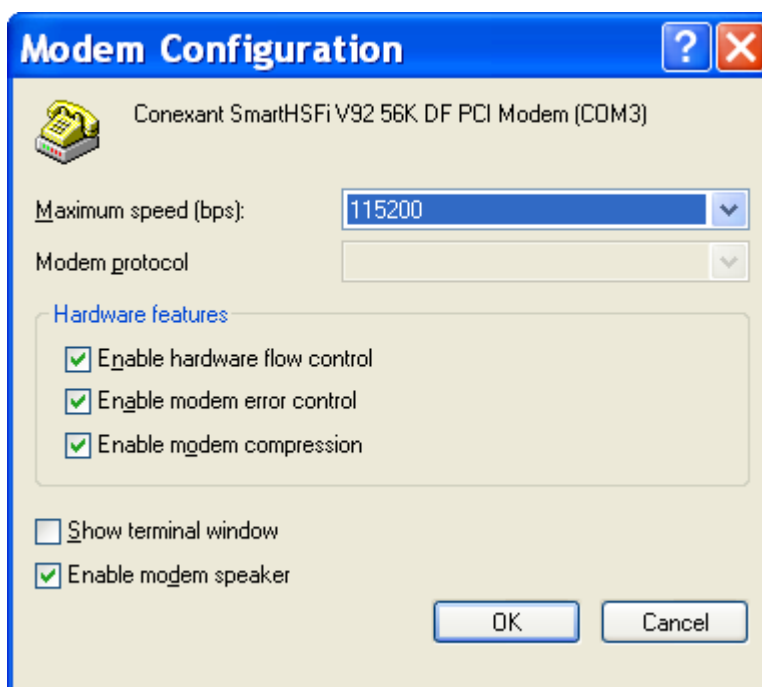 Modem Configuration
Conexant SmartHSFi V92 56K DF PCI Modem (COM3)
Maximum speed (bps): 115200
Modem protocol
Hardware features
Enable hardware flow control
Enable modem error control
Enable modem compression
Show terminal window
Enable modem speaker
OK Cancel